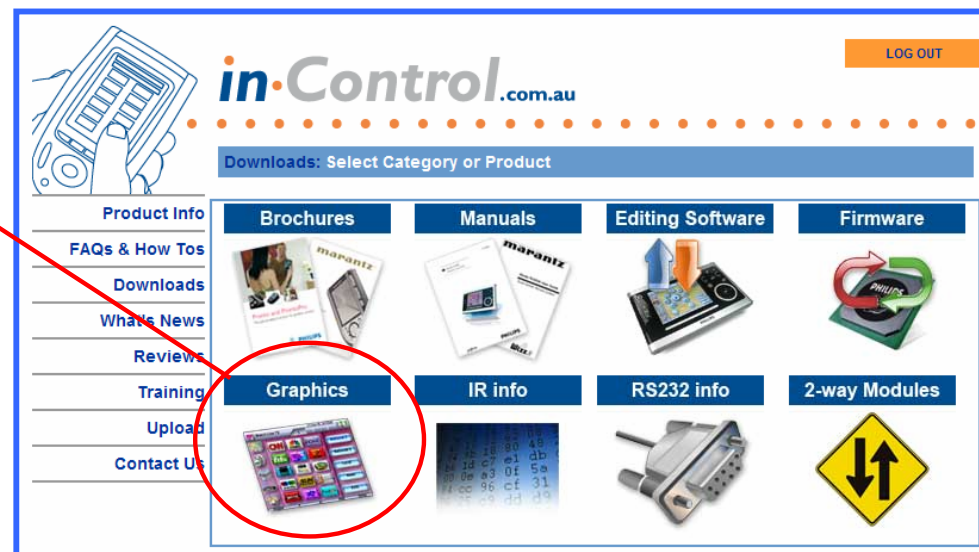 LOG OUT
in·Control.com.au
Downloads: Select Category or Product
Product Info
FAQs & How Tos
Downloads
What's News
Reviews
Training
Upload
Contact Us
Brochures
Manuals
Editing Software
Firmware
marantz
marantz
PHILIPS
PHILIPS
PHILIPS
Graphics
IR info
RS232 info
2-way Modules